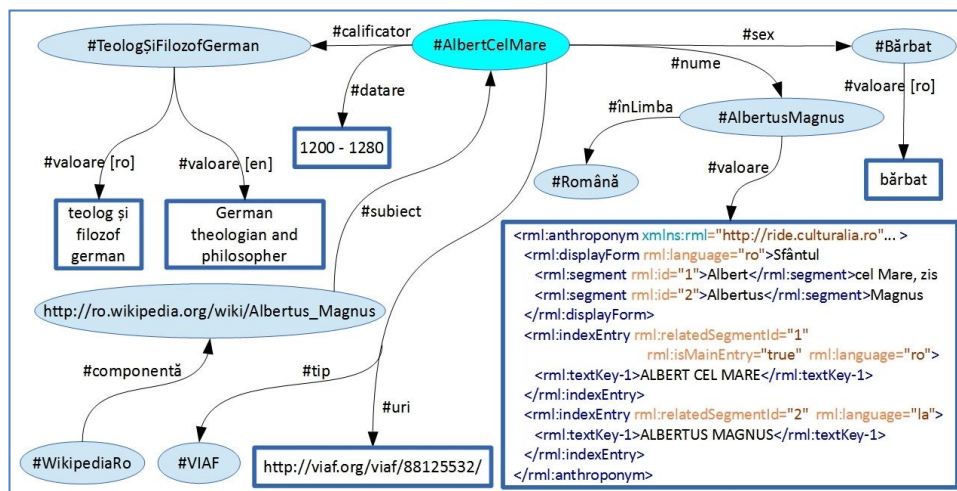 #TeologȘiFilozofGerman
#calificator
#AlbertCelMare
#sex
#Bărbat
#nume
#datare
#înLimba
#AlbertusMagnus
#valoare [ro]
1200 - 1280
#valoare [ro]
#valoare [en]
#Română
#valoare
bărbat
teolog și
filozof
german
German
theologian and
philosopher
#subiect
http://ro.wikipedia.org/wiki/Albertus_Magnus
#componentă
#tip
#uri
#WikipediaRo
#VIAF
http://viaf.org/viaf/88125532/
<rml:anthroponym xmlns:rml="http://ride.culturalia.ro"... >
<rml:displayForm rml:language="ro">Sfântul
<rml:segment rml:id="1">Albert</rml:segment>cel Mare, zis
<rml:segment rml:id="2">Albertus</rml:segment>Magnus
</rml:displayForm>
<rml:indexEntry rml:relatedSegmentId="1"
rml:isMainEntry="true" rml:language="ro">
<rml:textKey-1>ALBERT CEL MARE</rml:textKey-1>
</rml:indexEntry>
<rml:indexEntry rml:relatedSegmentId="2" rml:language="la">
<rml:textKey-1>ALBERTUS MAGNUS</rml:textKey-1>
</rml:indexEntry>
</rml:anthroponym>